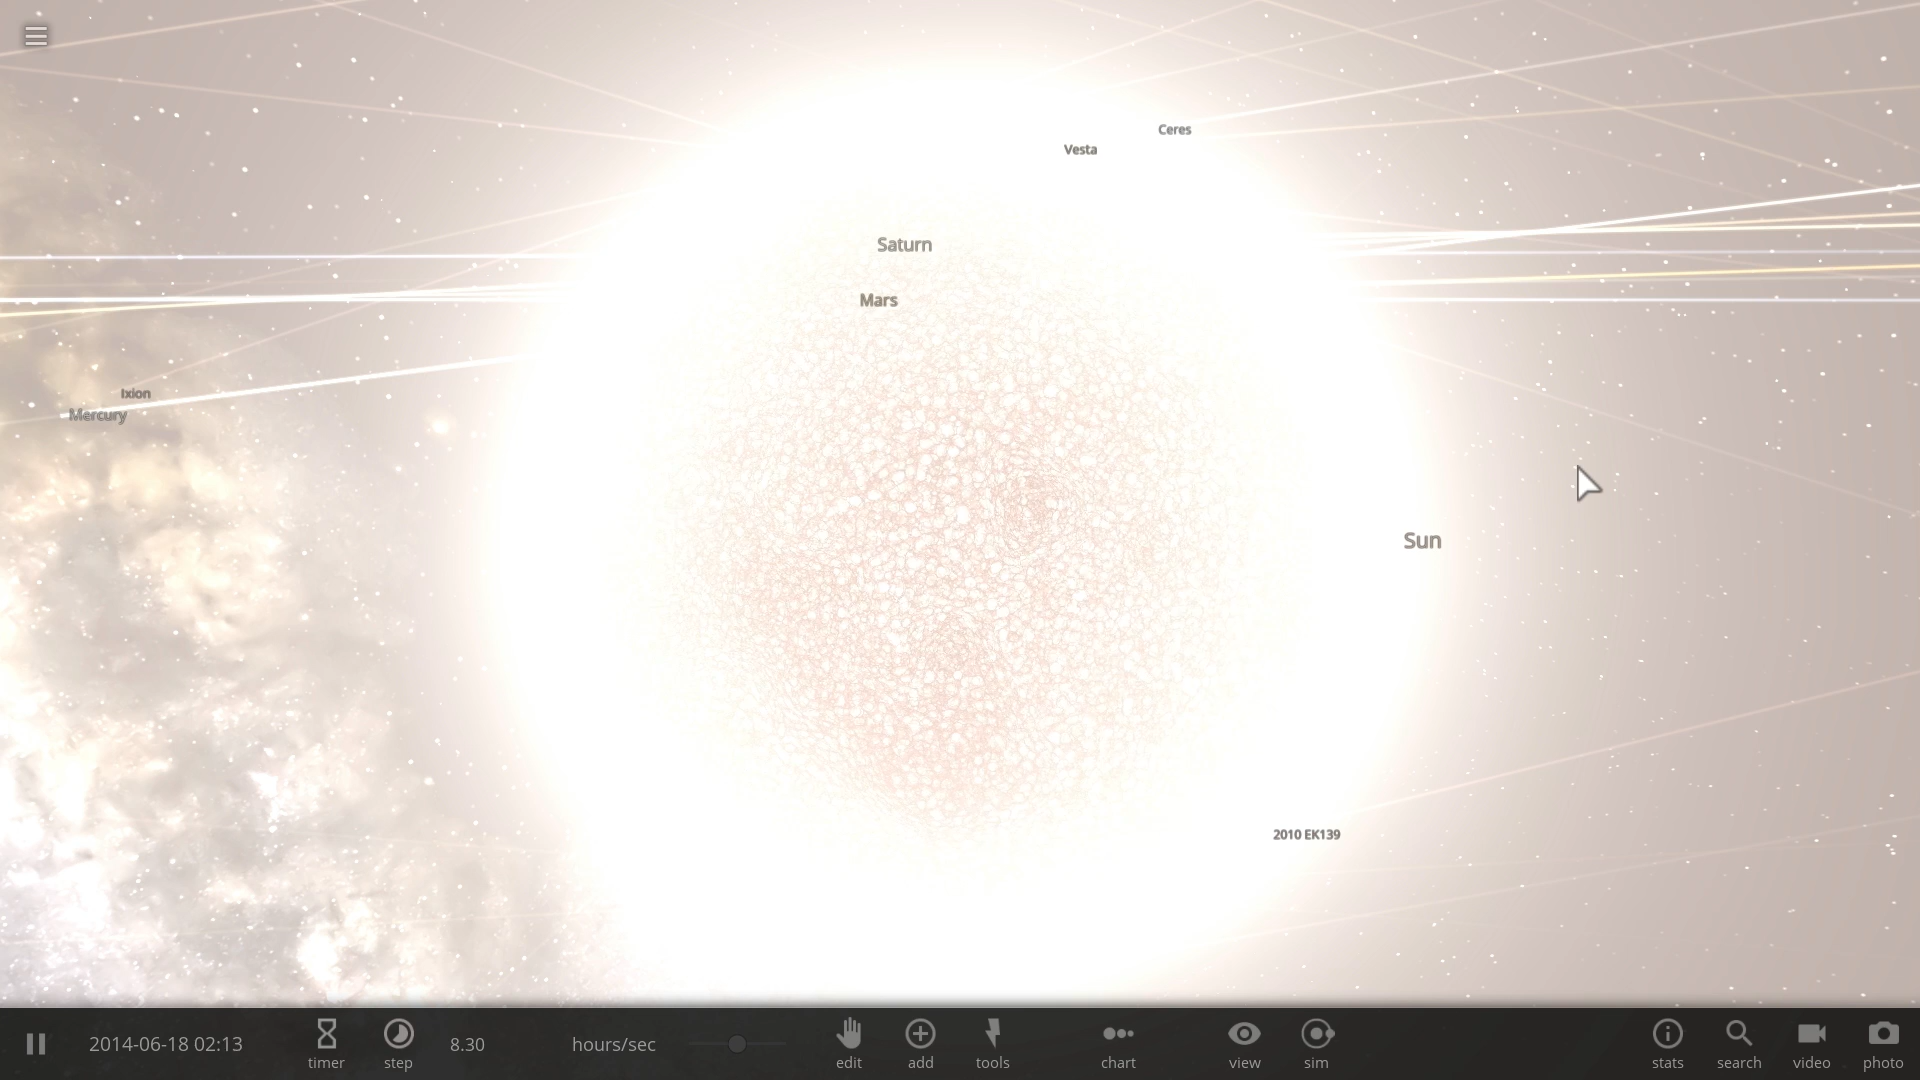 Ceres
Vesta
Saturn
Mars
Ixion
Mercury
Sun
2010 EK139
2014-06-18 02:13
timer
step
8.30
hours/sec
edit
add
tools
chart
view
sim
stats
search
video
photo